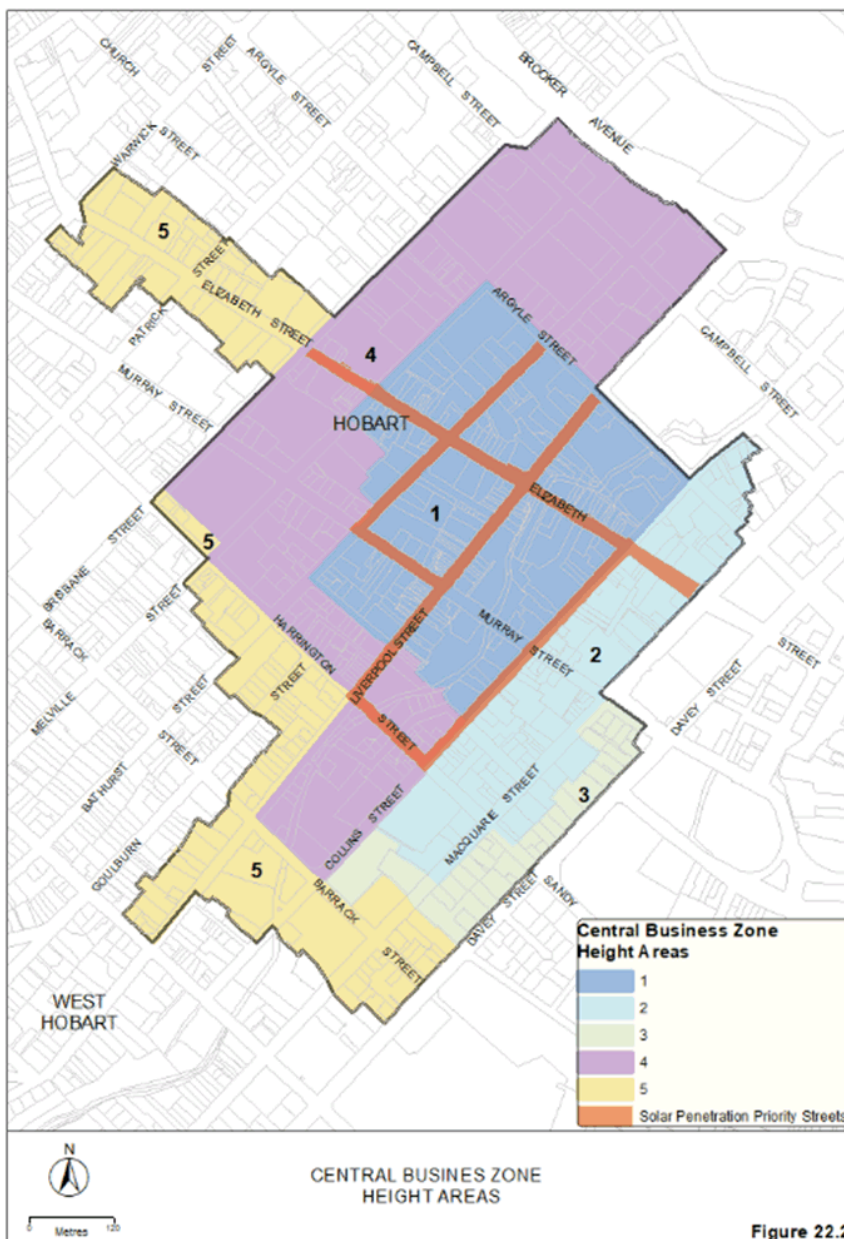 CHURCH
STREET
ARGYLE STREET
CAMPBELL STREET
BROOKER
AVENUE
WARWICK STREET
5
STREET
ELIZABETH STREET
PATRICK
MURRAY STREET
ARGYLE STREET
CAMPBELL STREET
4
HOBART
ELIZABETH
1
5
BRISBANE STREET
BARRACK
STREET
HARRINGTON
LIVERPOOL STREET
MURRAY STREET
2
STREET
DAVEY STREET
MELVILLE
STREET
STREET
STREET
STREET
BATHURST
GOULBURN
COLLINS STREET
MACQUARIE STREET
3
5
BARRACK
STREET
DAVEY STREET
SANDY
WEST
HOBART
Central Business Zone
Height Areas
1
2
3
4
5
Solar Penetration Priority Streets
N
0 Metres 120
CENTRAL BUSINES ZONE
HEIGHT AREAS
Figure 22.2